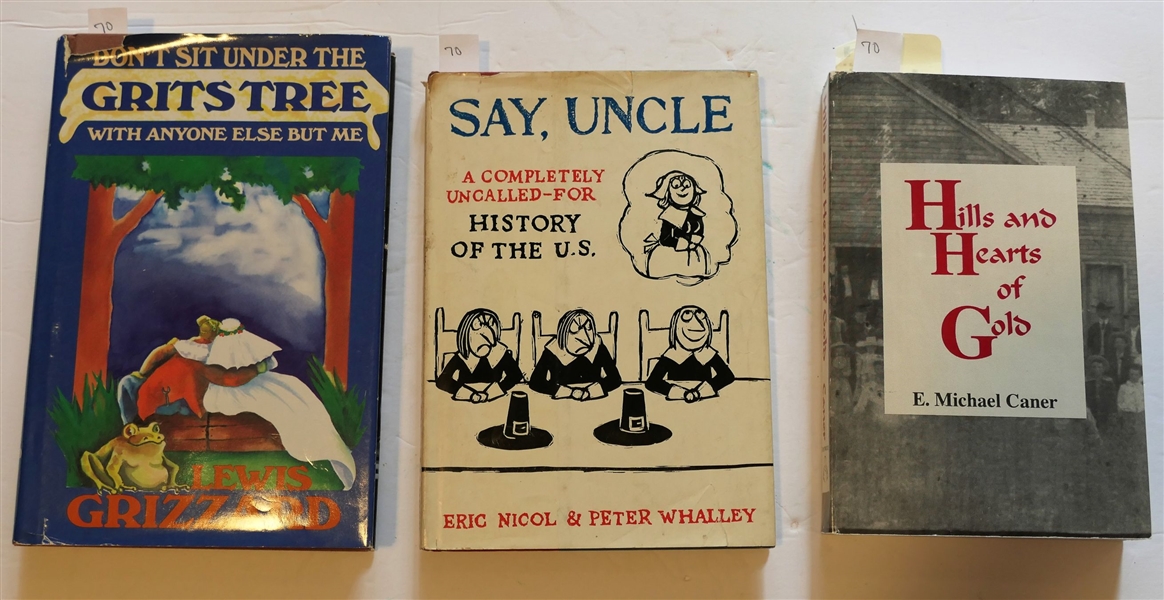 70
DON'T SIT UNDER THE
GRITS TREE
WITH ANYONE ELSE BUT ME
LEWIS
GRIZZARD
70
SAY, UNCLE
A COMPLETELY
UNCALLED-FOR
HISTORY
OF THE U.S.
ERIC NICOL & PETER WHALLEY
70
Hills and
Hearts
of
Gold
E. Michael Caner